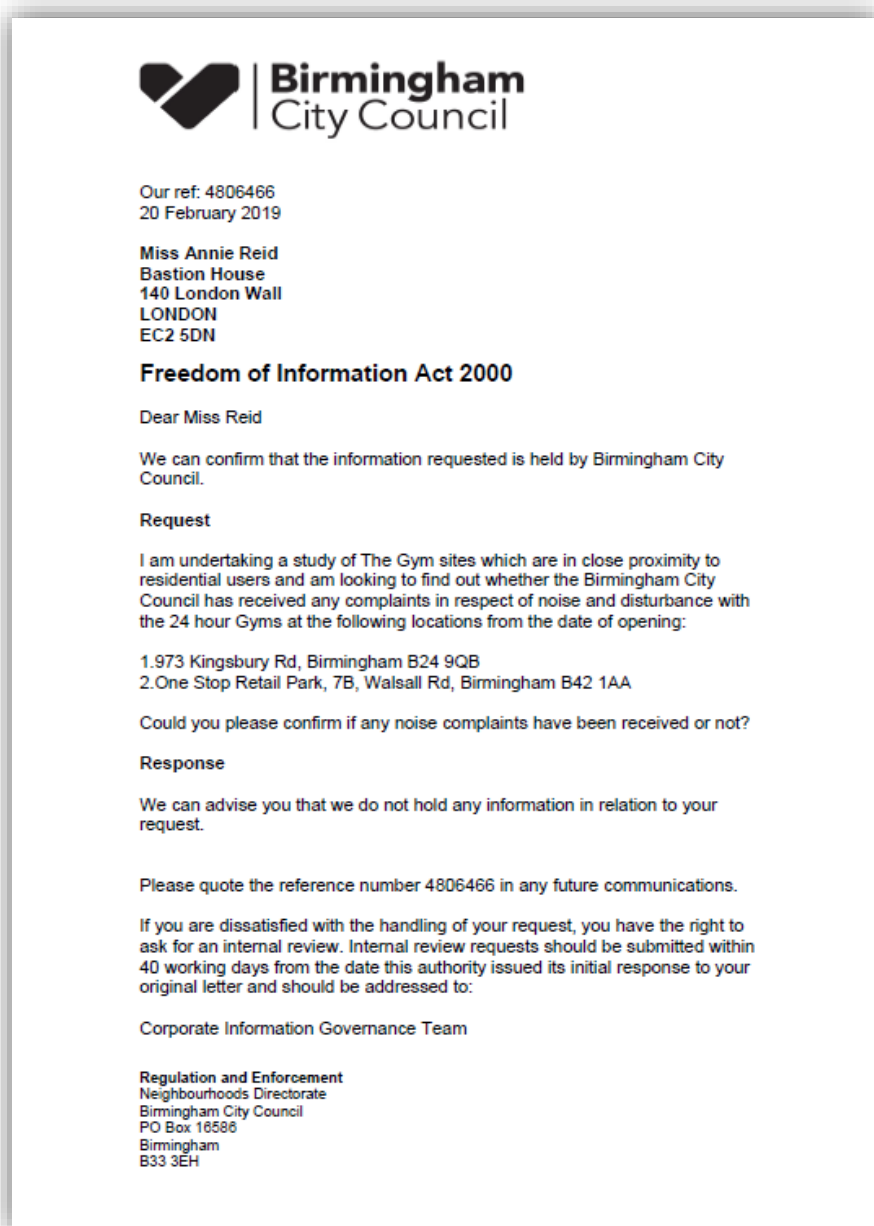 Birmingham
City Council
Our ref: 4806466
20 February 2019
Miss Annie Reid
Bastion House
140 London Wall
LONDON
EC2 5DN
Freedom of Information Act 2000
Dear Miss Reid
We can confirm that the information requested is held by Birmingham City
Council.
Request
I am undertaking a study of The Gym sites which are in close proximity to
residential users and am looking to find out whether the Birmingham City
Council has received any complaints in respect of noise and disturbance with
the 24 hour Gyms at the following locations from the date of opening:
1.973 Kingsbury Rd, Birmingham B24 9QB
2.One Stop Retail Park, 7B, Walsall Rd, Birmingham B42 1AA
Could you please confirm if any noise complaints have been received or not?
Response
We can advise you that we do not hold any information in relation to your
request.
Please quote the reference number 4806466 in any future communications.
If you are dissatisfied with the handling of your request, you have the right to
ask for an internal review. Internal review requests should be submitted within
40 working days from the date this authority issued its initial response to your
original letter and should be addressed to:
Corporate Information Governance Team
Regulation and Enforcement
Neighbourhoods Directorate
Birmingham City Council
PO Box 16586
Birmingham
B33 3EH